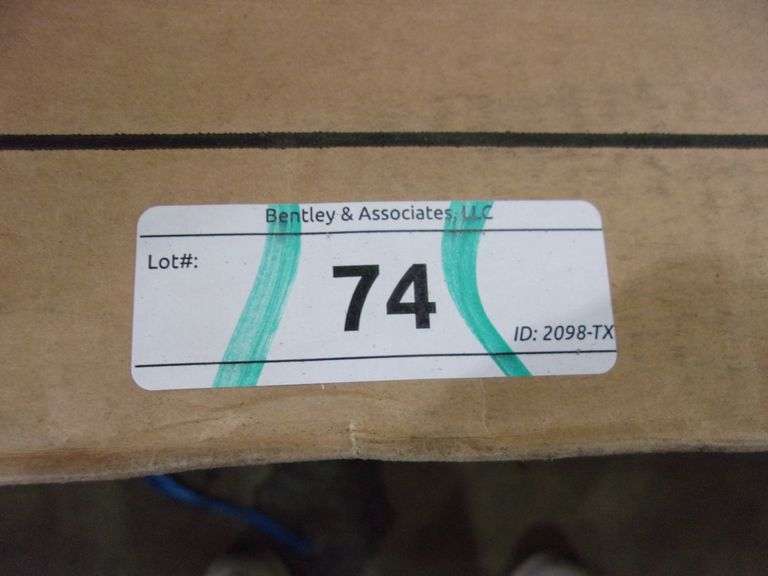 Bentley & Associates, LLC
Lot#:
74
ID: 2098-TX